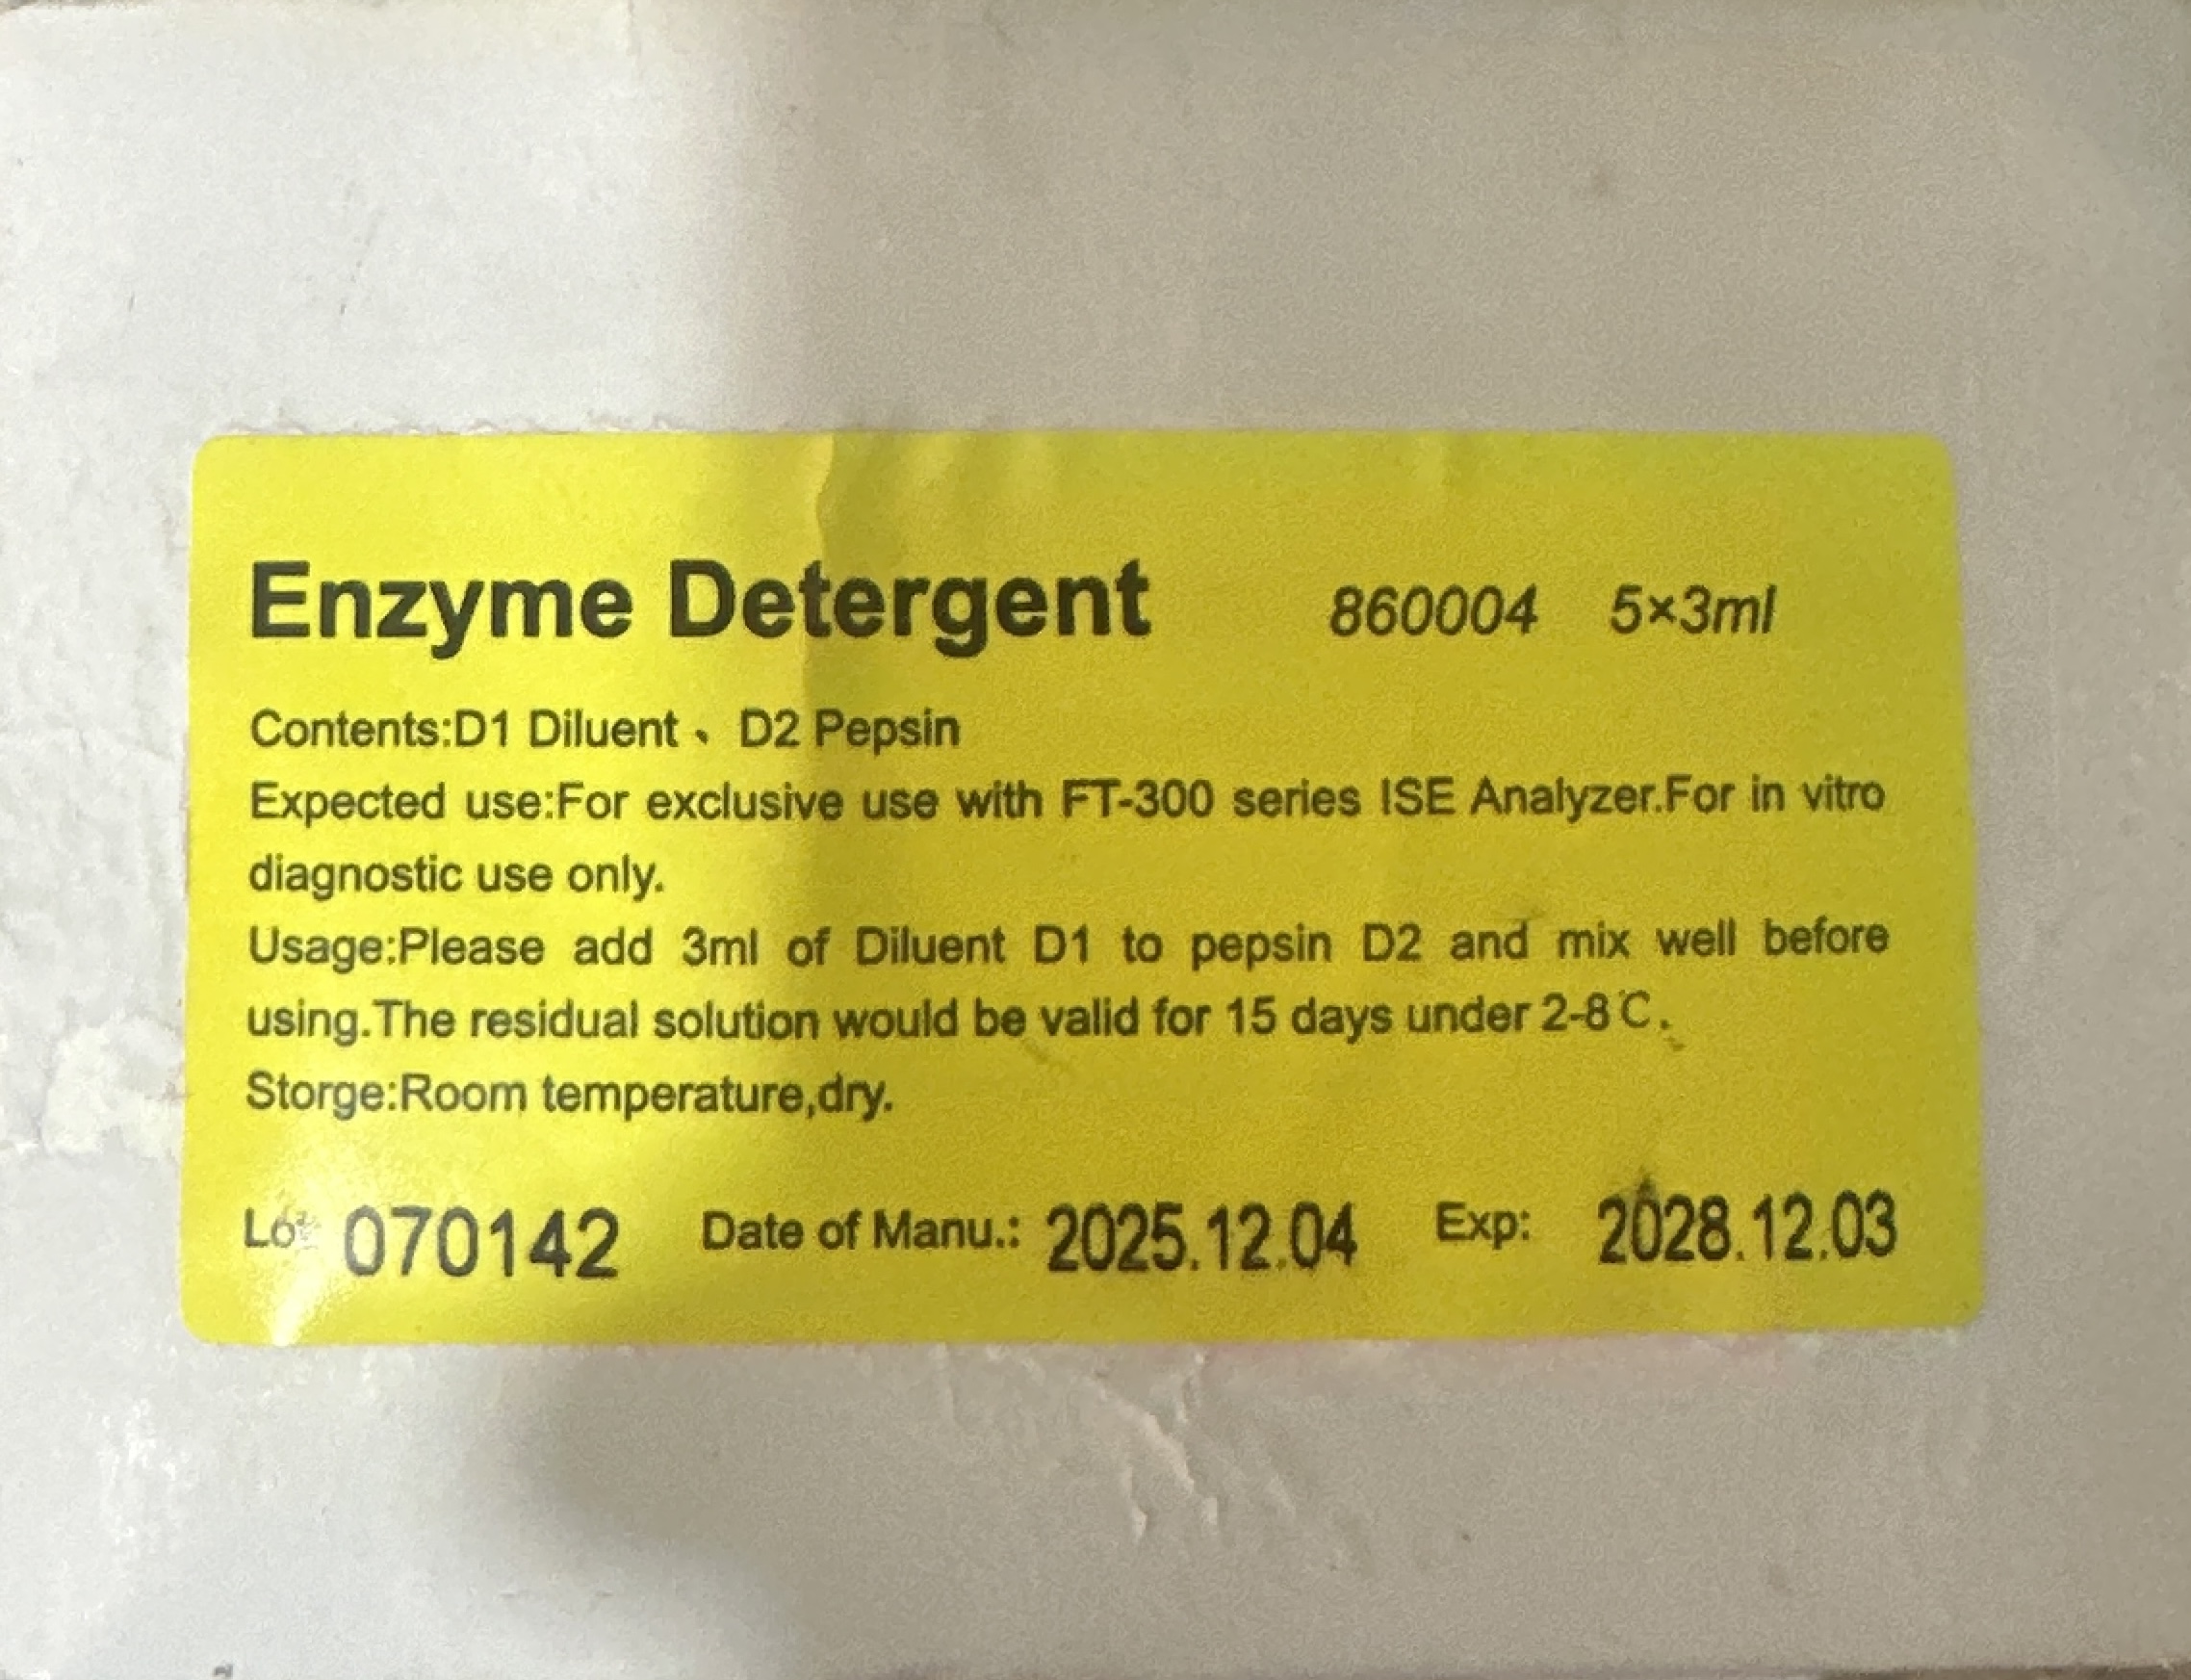 Enzyme Detergent 860004 5×3ml
Contents:D1 Diluent、D2 Pepsin
Expected use:For exclusive use with FT-300 series ISE Analyzer.For in vitro
diagnostic use only.
Usage:Please add 3ml of Diluent D1 to pepsin D2 and mix well before
using.The residual solution would be valid for 15 days under 2-8℃.
Storge:Room temperature,dry.
Lot: 070142 Date of Manu.: 2025.12.04 Exp: 2028.12.03